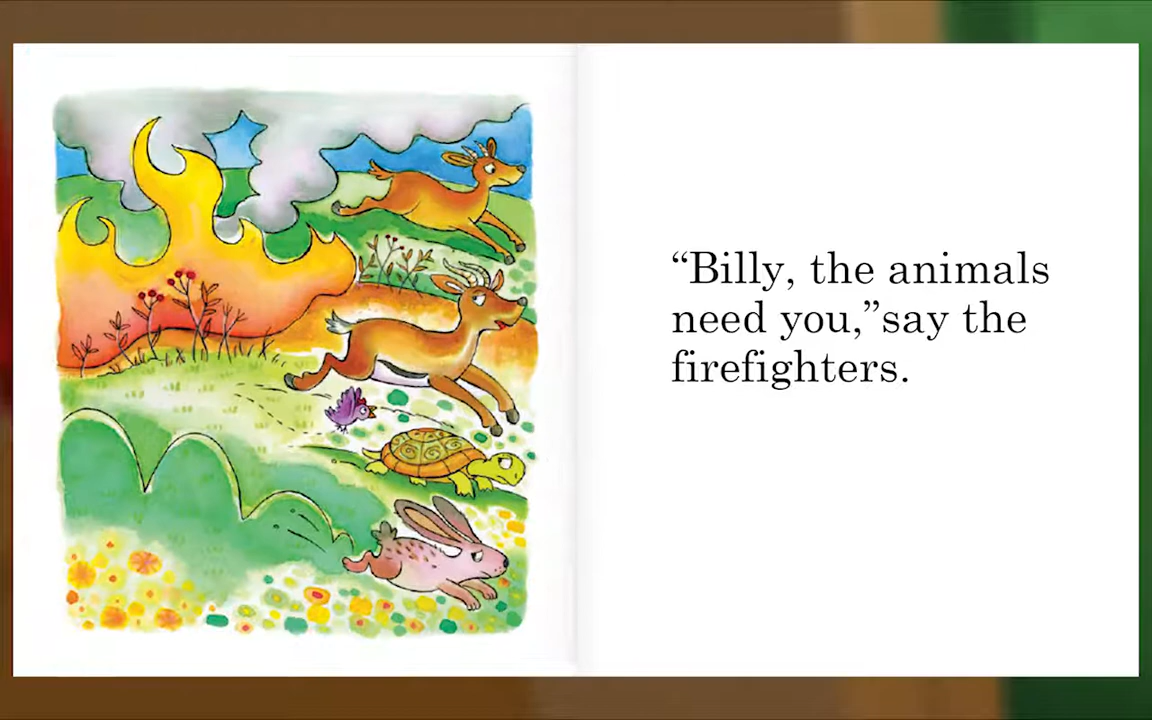 “Billy, the animals
need you,”say the
firefighters.